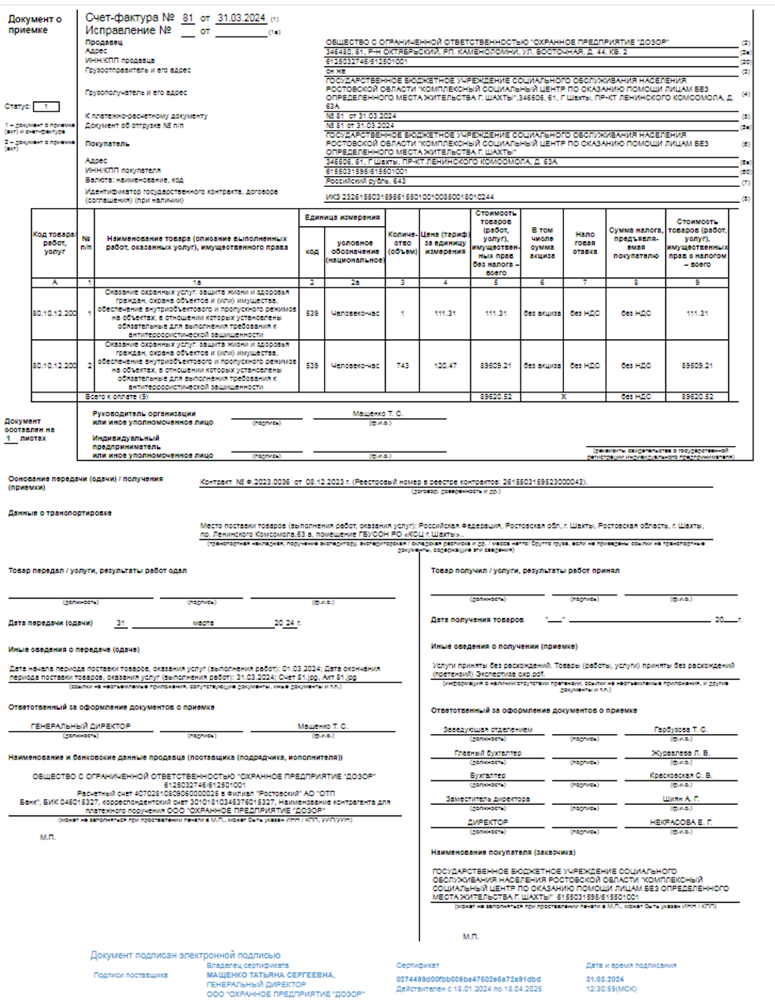 Документ о приемке
Счет-фактура № 81 от 31.03.2024 (1)
Исправление № от (1а)
Продавец ОБЩЕСТВО С ОГРАНИЧЕННОЙ ОТВЕТСТВЕННОСТЬЮ "ОХРАННОЕ ПРЕДПРИЯТИЕ "ДОЗОР" (2)
Адрес 346480, 61, Р-Н ОКТЯБРЬСКИЙ, РП. КАМЕНОЛОМНИ, УЛ. ВОСТОЧНАЯ, Д. 44, КВ. 2 (2а)
ИНН/КПП продавца 6125032746/612501001 (2б)
Грузоотправитель и его адрес он же (3)
Грузополучатель и его адрес
ГОСУДАРСТВЕННОЕ БЮДЖЕТНОЕ УЧРЕЖДЕНИЕ СОЦИАЛЬНОГО ОБСЛУЖИВАНИЯ НАСЕЛЕНИЯ
РОСТОВСКОЙ ОБЛАСТИ "КОМПЛЕКСНЫЙ СОЦИАЛЬНЫЙ ЦЕНТР ПО ОКАЗАНИЮ ПОМОЩИ ЛИЦАМ БЕЗ
ОПРЕДЕЛЕННОГО МЕСТА ЖИТЕЛЬСТВА Г. ШАХТЫ",346506, 61, Г Шахты, ПР-КТ ЛЕНИНСКОГО КОМСОМОЛА, Д. (4)
63А
Статус: 1
1 – документ о приемке (акт) и счет-фактура
2 – документ о приемке (акт)
К платежно-расчетному документу № 81 от 31.03.2024 (5)
Документ об отгрузке № п/п № 81 от 31.03.2024 (5а)
Покупатель
ГОСУДАРСТВЕННОЕ БЮДЖЕТНОЕ УЧРЕЖДЕНИЕ СОЦИАЛЬНОГО ОБСЛУЖИВАНИЯ НАСЕЛЕНИЯ
РОСТОВСКОЙ ОБЛАСТИ "КОМПЛЕКСНЫЙ СОЦИАЛЬНЫЙ ЦЕНТР ПО ОКАЗАНИЮ ПОМОЩИ ЛИЦАМ БЕЗ (6)
ОПРЕДЕЛЕННОГО МЕСТА ЖИТЕЛЬСТВА Г. ШАХТЫ"
Адрес 346506, 61, Г Шахты, ПР-КТ ЛЕНИНСКОГО КОМСОМОЛА, Д. 63А (6а)
ИНН/КПП покупателя 6155031595/615501001 (6б)
Валюта: наименование, код Российский рубль, 643 (7)
Идентификатор государственного контракта, договора
(соглашения) (при наличии) ИКЗ 232615503159561550100100850018010244 (8)
Код товара/ работ, услуг
№ п/п
Наименование товара (описание выполненных работ, оказанных услуг), имущественного права
Единица измерения
код
условное обозначение (национальное)
Количе-ство (объем)
Цена (тариф) за единицу измерения
Стоимость товаров (работ, услуг), имуществен-ных прав без налога – всего
В том числе сумма акциза
Нало говая ставка
Сумма налога, предъявля-емая покупателю
Стоимость товаров (работ, услуг), имущественных прав с налогом – всего
А 1 1а 2 2а 3 4 5 6 7 8 9
Оказание охранных услуг: защита жизни и здоровья
граждан, охрана объектов и (или) имущества,
обеспечение внутриобъектового и пропускного режимов
80.10.12.200 1 на объектах, в отношении которых установлены 539 Человеко-час 1 111.31 111.31 без акциза без НДС без НДС 111.31
обязательные для выполнения требования к
антитеррористической защищенности
Оказание охранных услуг: защита жизни и здоровья
граждан, охрана объектов и (или) имущества,
обеспечение внутриобъектового и пропускного режимов
80.10.12.200 2 на объектах, в отношении которых установлены 539 Человеко-час 743 120.47 89509.21 без акциза без НДС без НДС 89509.21
обязательные для выполнения требования к
антитеррористической защищенности
Всего к оплате (9) 89620.52 Х без НДС 89620.52
Документ составлен на 1 листах
Руководитель организации
или иное уполномоченное лицо Мащенко Т. С.
(подпись) (ф.и.о.)
Индивидуальный
предприниматель
или иное уполномоченное лицо
(подпись) (ф.и.о.)
(реквизиты свидетельства о государственной
регистрации индивидуального предпринимателя)
Основание передачи (сдачи) / получения
(приемки) Контракт № Ф.2023.0036 от 08.12.2023 г. (Реестровый номер в реестре контрактов: 2615503159523000043).
(договор, доверенность и др.)
Данные о транспортировке
Место поставки товаров (выполнения работ, оказания услуг): Российская Федерация, Ростовская обл, г. Шахты, Ростовская область, г. Шахты,
пр. Ленинского Комсомола,63 а, помещение ГБУСОН РО «КСЦ г. Шахты»..
(транспортная накладная, поручение экспедитору, экспедиторская / складская расписка и др. / масса нетто/ брутто груза, если не приведены ссылки на транспортные
документы, содержащие эти сведения)
Товар передал / услуги, результаты работ сдал
(должность) (подпись) (ф.и.о.)
Дата передачи (сдачи) 31 марта 20 24 г.
Иные сведения о передаче (сдаче)
Дата начала периода поставки товаров, оказания услуг (выполнения работ): 01.03.2024; Дата окончания
периода поставки товаров, оказания услуг (выполнения работ): 31.03.2024; Счет 81.jpg, Акт 81.jpg
(ссылки на неотъемлемые приложения, сопутствующие документы, иные документы и т.п.)
Ответственный за оформление документов о приемке
ГЕНЕРАЛЬНЫЙ ДИРЕКТОР Мащенко Т. С.
(должность) (подпись) (ф.и.о.)
Наименование и банковские данные продавца (поставщика (подрядчика, исполнителя))
ОБЩЕСТВО С ОГРАНИЧЕННОЙ ОТВЕТСТВЕННОСТЬЮ "ОХРАННОЕ ПРЕДПРИЯТИЕ "ДОЗОР"
6125032746/612501001
Расчетный счет 40702810809060000025 в Филиал "Ростовский" АО "ОТП
Банк", БИК 046015327, корреспондентский счет 30101810345376015327, Наименование контрагента для
платежного поручения ООО "ОХРАННОЕ ПРЕДПРИЯТИЕ "ДОЗОР"
(может не заполняться при проставлении печати в М.П., может быть указан ИНН / КПП, УИП/УИН)
М.П.
Товар получил / услуги, результаты работ принял
(должность) (подпись) (ф.и.о.)
Дата получения товаров " " 20 г.
Иные сведения о получении (приемке)
Услуги приняты без расхождений. Товары (работы, услуги) приняты без расхождений
(претензий) Экспертиза охр.pdf.
(информация о наличии/отсутствии претензии, ссылки на неотъемлемые приложения, и другие
документы и т.п.)
Ответственный за оформление документов о приемке
Заведующая отделением Гарбузова Т. С.
(должность) (подпись) (ф.и.о.)
Главный бухгалтер Журавлева Л. В.
(должность) (подпись) (ф.и.о.)
Бухгалтер Красковская С. В.
(должность) (подпись) (ф.и.о.)
Заместитель директора Шиян А. Г.
(должность) (подпись) (ф.и.о.)
ДИРЕКТОР НЕКРАСОВА Е. Г.
(должность) (подпись) (ф.и.о.)
Наименование покупателя (заказчика)
ГОСУДАРСТВЕННОЕ БЮДЖЕТНОЕ УЧРЕЖДЕНИЕ СОЦИАЛЬНОГО
ОБСЛУЖИВАНИЯ НАСЕЛЕНИЯ РОСТОВСКОЙ ОБЛАСТИ "КОМПЛЕКСНЫЙ
СОЦИАЛЬНЫЙ ЦЕНТР ПО ОКАЗАНИЮ ПОМОЩИ ЛИЦАМ БЕЗ ОПРЕДЕЛЕННОГО
МЕСТА ЖИТЕЛЬСТВА Г. ШАХТЫ" 6155031595/615501001
(может не заполняться при проставлении печати в М.П., может быть указан ИНН / КПП)
М.П.
Документ подписан электронной подписью
Владелец сертификата Сертификат Дата и время подписания
Подписи поставщика МАЩЕНКО ТАТЬЯНА СЕРГЕЕВНА, 31.03.2024
ГЕНЕРАЛЬНЫЙ ДИРЕКТОР Действителен с 18.01.2024 по 18.04.2025 12:30:59(МСК)
ООО "ОХРАННОЕ ПРЕДПРИЯТИЕ "ДОЗОР"